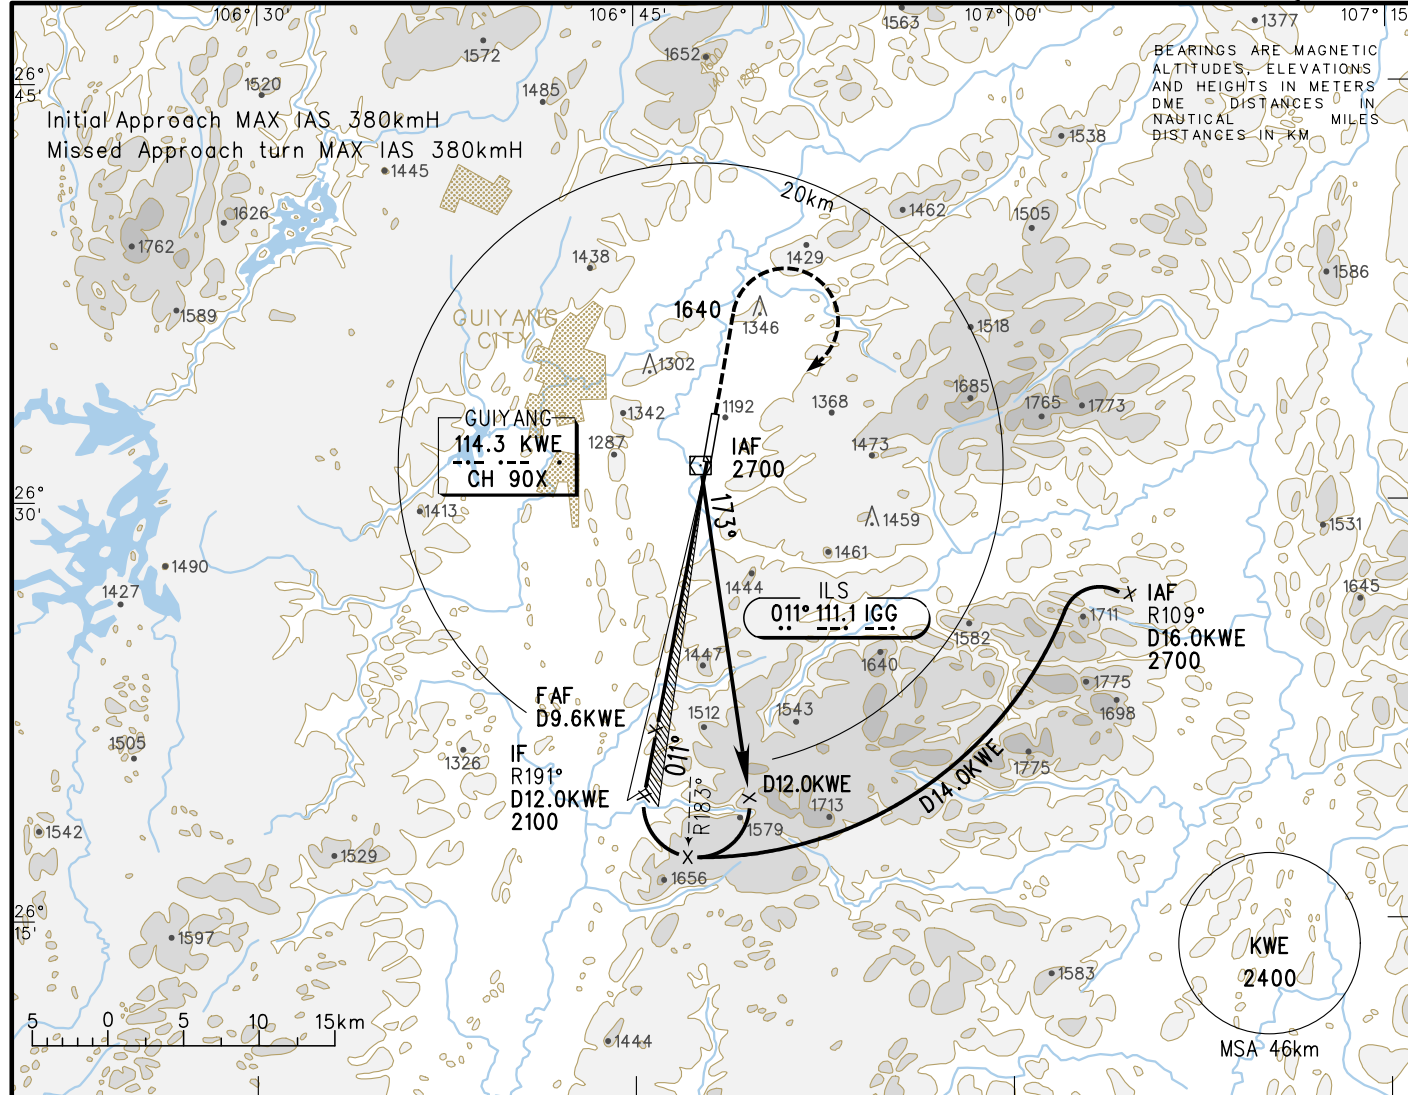 106° 30'
106° 45'
107° 00'
107° 15'
1563
1377
1572
1652
1600
1400
26°
45'
1520
1485
BEARINGS ARE MAGNETIC
ALTITUDES, ELEVATIONS
AND HEIGHTS IN METERS
DME DISTANCES IN
NAUTICAL MILES
DISTANCES IN KM
Initial Approach MAX IAS 380kmH
Missed Approach turn MAX IAS 380kmH
1538
1445
20km
1626
1462
1505
1762
1438
1429
1586
1589
1640
1346
GUIYANG
CITY
1518
1302
1685
1765
1773
1342
1192
1368
GUIYANG
114.3 KWE
CH 90X
1287
IAF
2700
1473
26°
30'
1413
173°
1459
1531
1461
1490
1444
1427
ILS
011° 111.1 IGG
IAF
R109°
D16.0KWE
2700
1645
1711
1582
1447
1640
1775
1698
FAF
D9.6KWE
1512
1543
1505
1326
IF
R191°
D12.0KWE
2100
011°
R183°
D12.0KWE
D14.0KWE
1775
1713
1579
1542
1529
1656
26°
15'
1597
KWE
2400
1583
5 0 5 10 15km
1444
MSA 46km